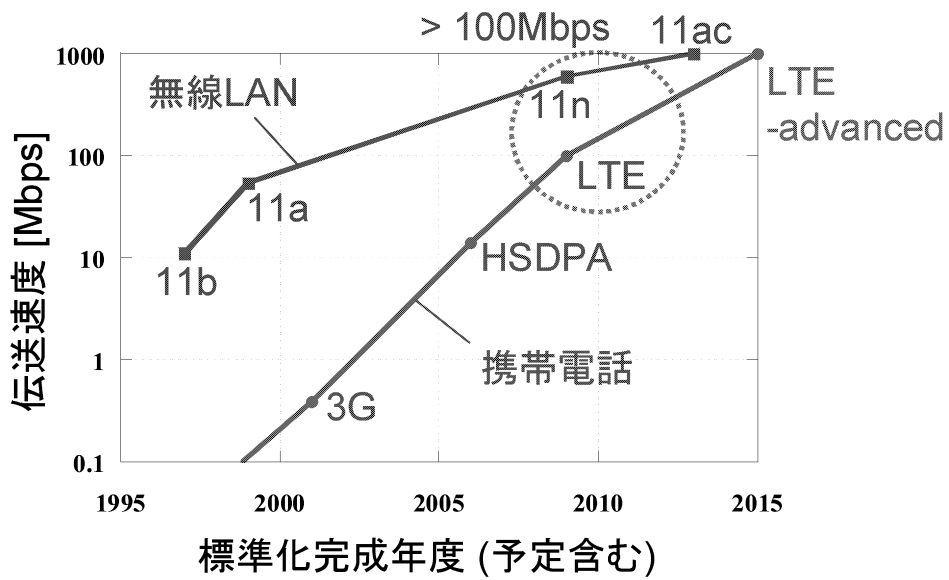 > 100Mbps
11ac
1000
無線LAN
11n
LTE
-advanced
100
11a
LTE
伝送速度 [Mbps]
10
11b
HSDPA
1
携帯電話
3G
0.1
1995
2000
2005
2010
2015
標準化完成年度 (予定含む)